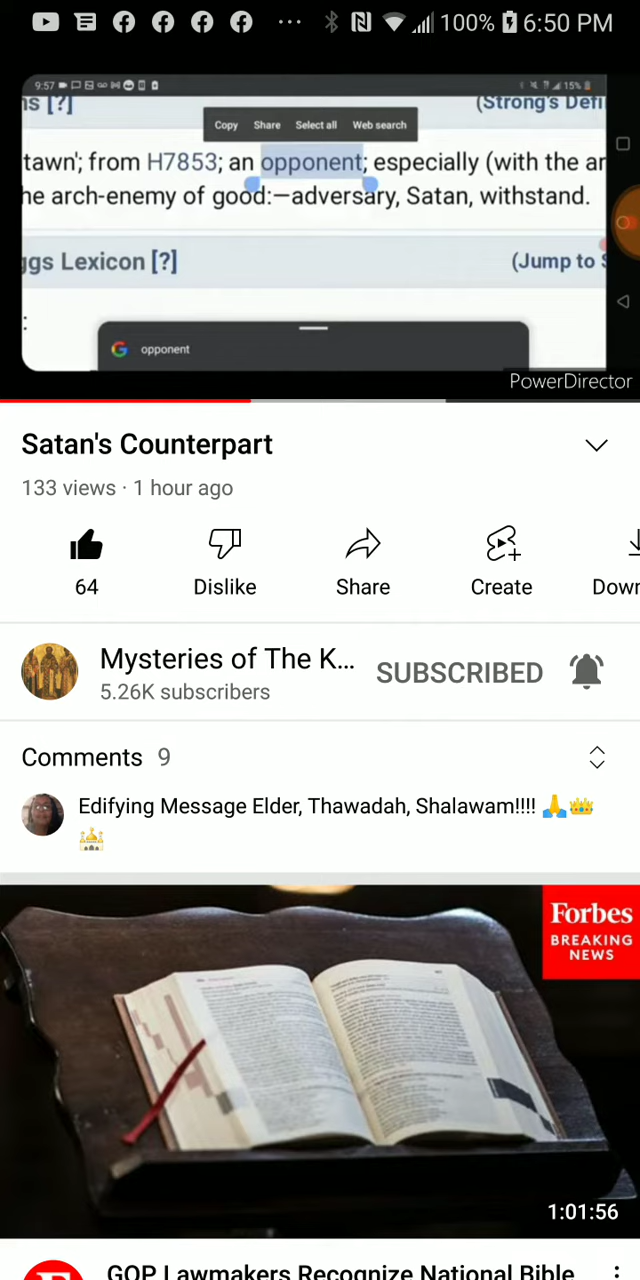 100% 6:50 PM
9:57
15%
ns [?]
(Strong's Defi
Copy Share Select all Web search
tawn'; from H7853; an opponent; especially (with the ar
he arch-enemy of good:—adversary, Satan, withstand.
ggs Lexicon [?]
(Jump to S
:
opponent
PowerDirector
Satan's Counterpart
133 views · 1 hour ago
64 Dislike Share Create Down
Mysteries of The K...
SUBSCRIBED
5.26K subscribers
Comments 9
Edifying Message Elder, Thawadah, Shalawam!!!! 🙏👑
🕌
Forbes
BREAKING
NEWS
1:01:56
GOP Lawmakers Recognize National Bible